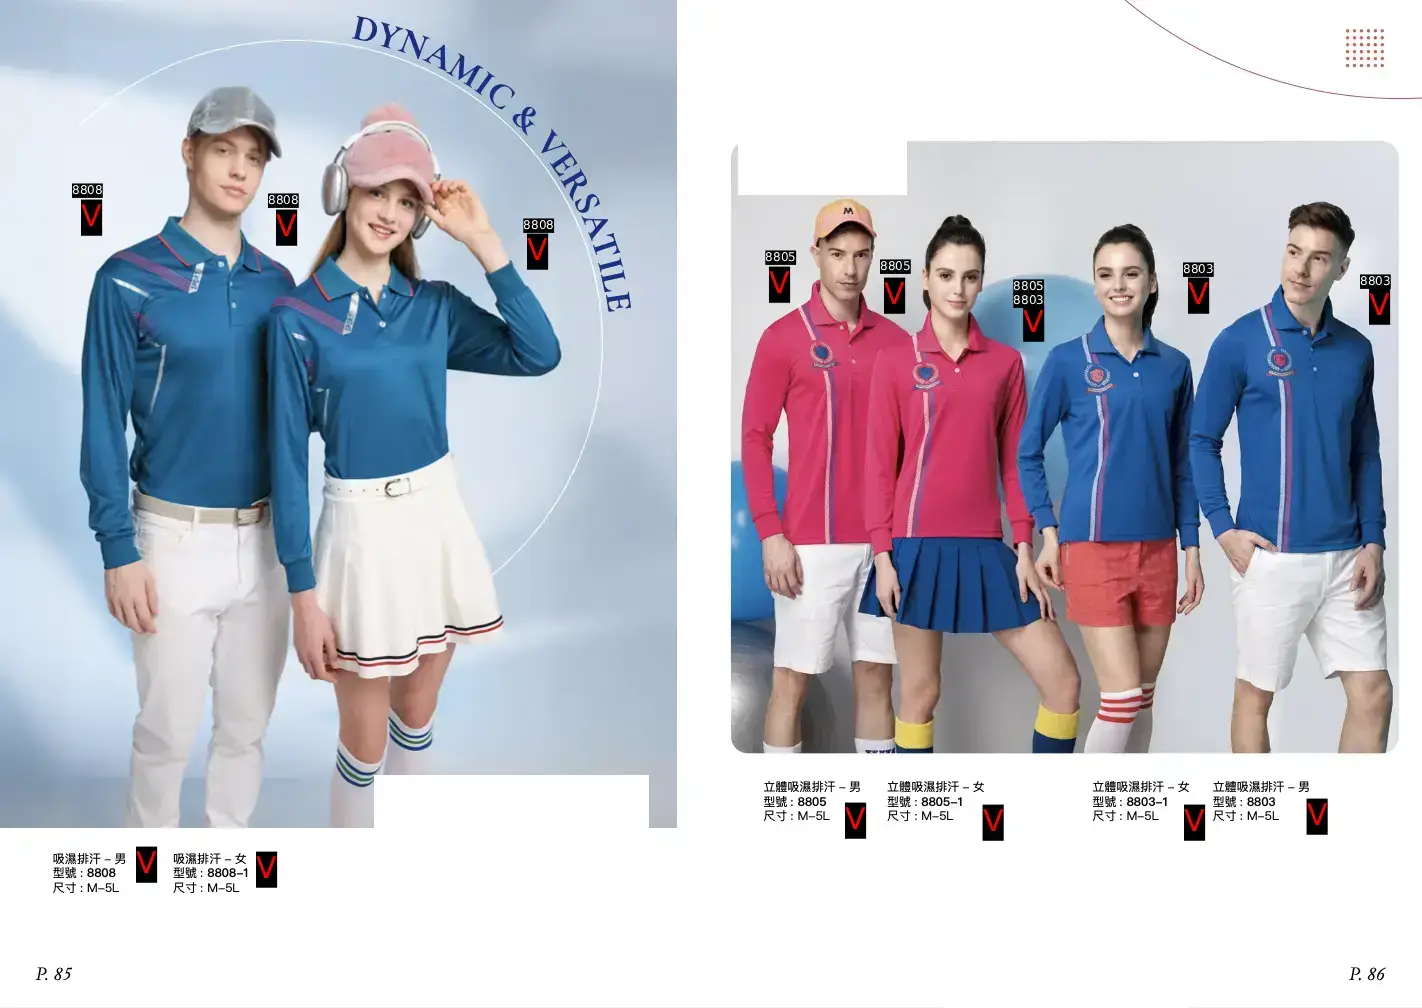 DYNAMIC & VERSATILE
8808
V
8808
V
8808
V
吸濕排汗 – 男
型號 : 8808
尺寸 : M–5L
V
吸濕排汗 – 女
型號 : 8808–1
尺寸 : M–5L
V
P. 85
M
8805
V
8805
V
8805
8803
V
8803
V
8803
V
立體吸濕排汗 – 男
型號 : 8805
尺寸 : M–5L
V
立體吸濕排汗 – 女
型號 : 8805–1
尺寸 : M–5L
V
立體吸濕排汗 – 女
型號 : 8803–1
尺寸 : M–5L
V
立體吸濕排汗 – 男
型號 : 8803
尺寸 : M–5L
V
P. 86